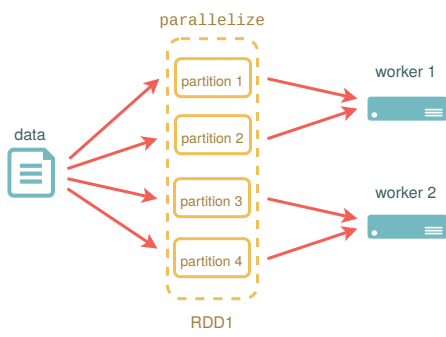 parallelize
partition 1
worker 1
data
partition 2
partition 3
worker 2
partition 4
RDD1